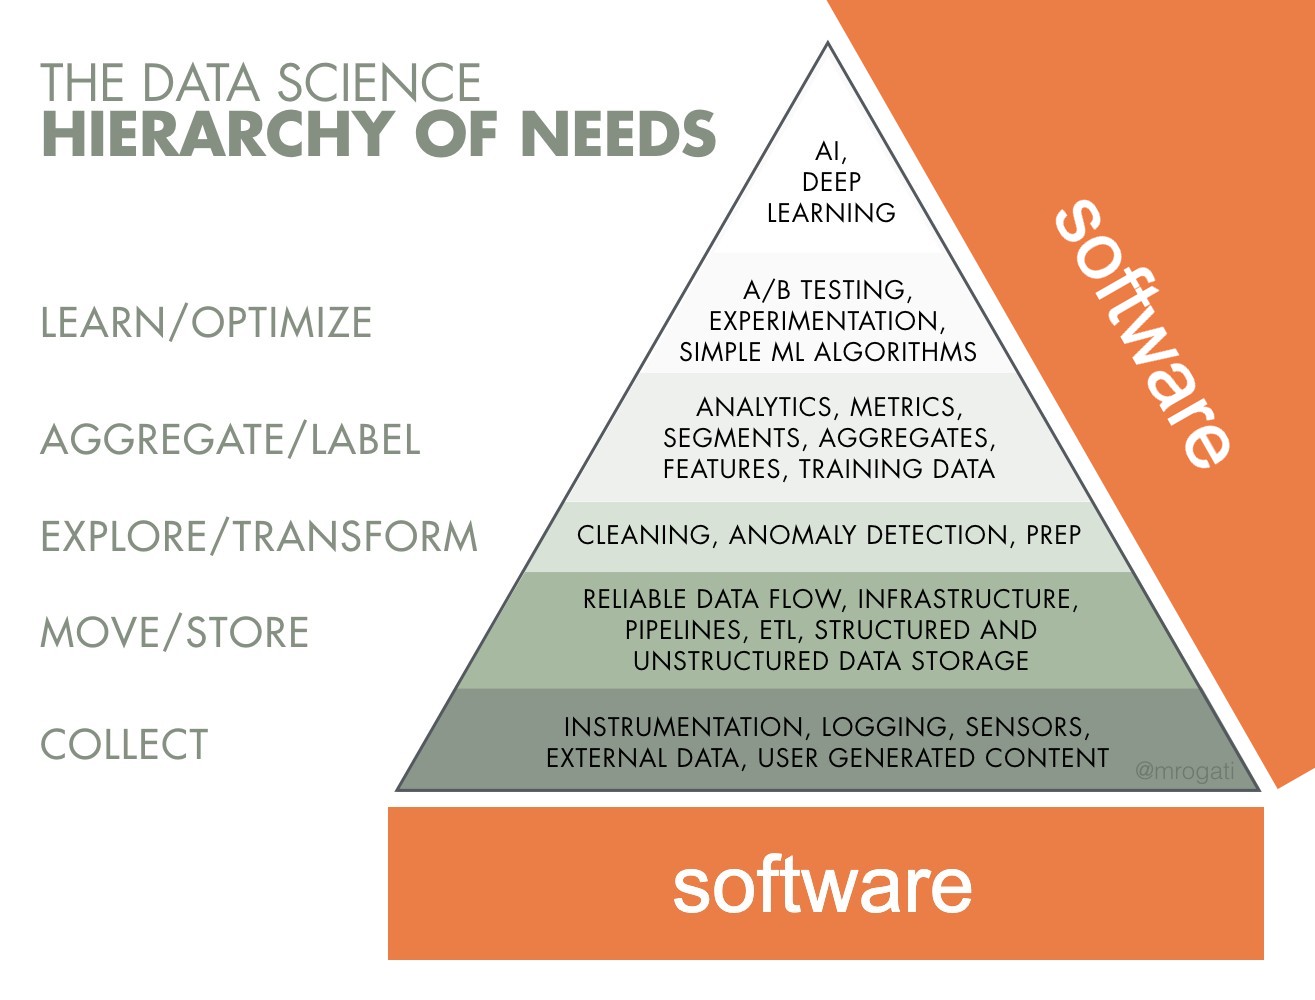 THE DATA SCIENCE
HIERARCHY OF NEEDS
AI,
DEEP
LEARNING
LEARN/OPTIMIZE
A/B TESTING,
EXPERIMENTATION,
SIMPLE ML ALGORITHMS
AGGREGATE/LABEL
ANALYTICS, METRICS,
SEGMENTS, AGGREGATES,
FEATURES, TRAINING DATA
EXPLORE/TRANSFORM
CLEANING, ANOMALY DETECTION, PREP
MOVE/STORE
RELIABLE DATA FLOW, INFRASTRUCTURE,
PIPELINES, ETL, STRUCTURED AND
UNSTRUCTURED DATA STORAGE
COLLECT
INSTRUMENTATION, LOGGING, SENSORS,
EXTERNAL DATA, USER GENERATED CONTENT
@mrogati
software
software